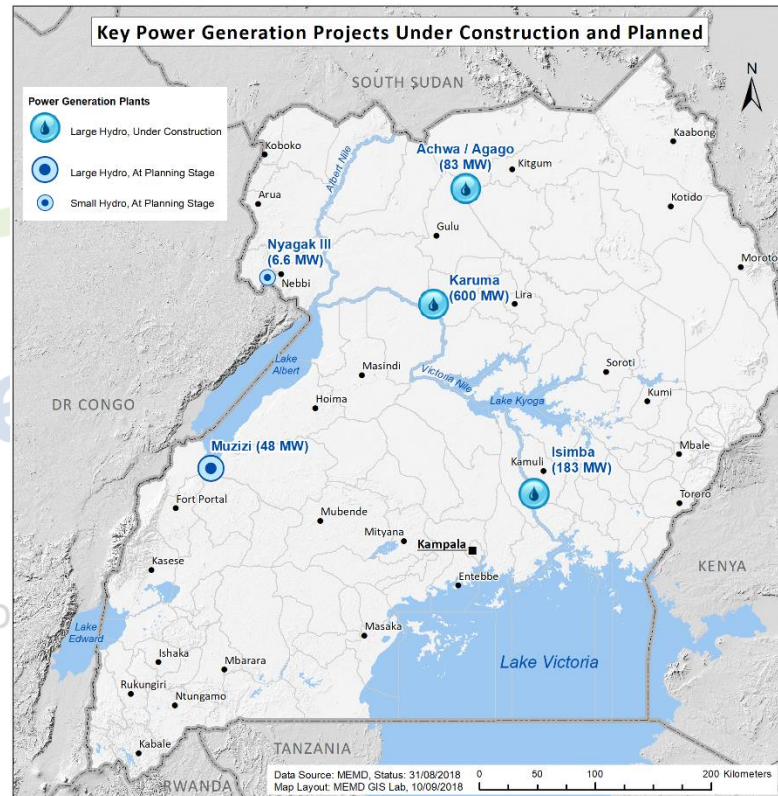 Key Power Generation Projects Under Construction and Planned
SOUTH SUDAN
N
Power Generation Plants
Large Hydro, Under Construction
Large Hydro, At Planning Stage
Small Hydro, At Planning Stage
Koboko
Albert Nile
Achwa / Agago
(83 MW)
Kitgum
Kaabong
Arua
Kotido
Gulu
Nyagak III
(6.6 MW)
Nebbi
Moroto
Karuma
(600 MW)
Lira
Lake
Albert
Masindi
Victoria Nile
Soroti
Lake Kyoga
Kumi
Hoima
DR CONGO
Muzizi (48 MW)
Isimba
(183 MW)
Kamuli
Mbale
Fort Portal
Tororo
Mubende
Mityana
Kampala
Kasese
Entebbe
KENYA
Lake
Edward
Masaka
Ishaka
Mbarara
Lake Victoria
Rukungiri
Ntungamo
Kabale
TANZANIA
RWANDA
Data Source: MEMD, Status: 31/08/2018
Map Layout: MEMD GIS Lab, 10/09/2018
0 50 100 200 Kilometers